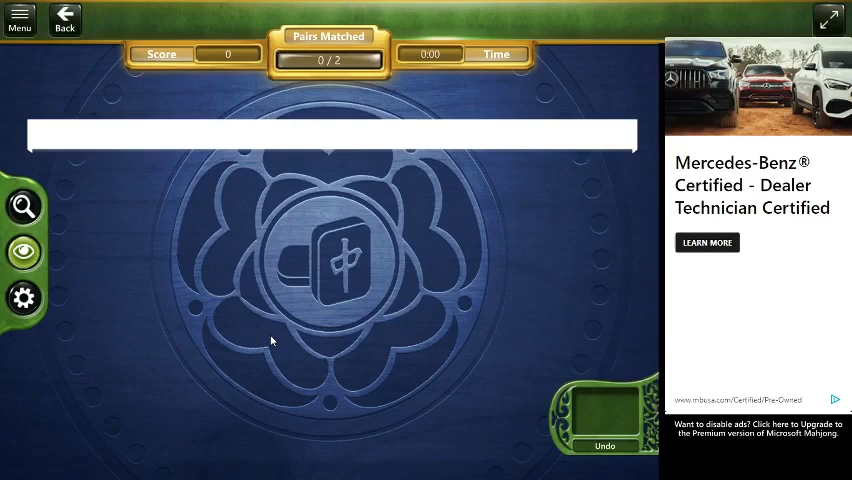 Menu
Back
Pairs Matched
Score
0
0 / 2
0:00
Time
中
Mercedes-Benz®
Certified - Dealer
Technician Certified
LEARN MORE
www.mbusa.com/Certified/Pre-Owned
Undo
Want to disable ads? Click here to Upgrade to
the Premium version of Microsoft Mahjong.